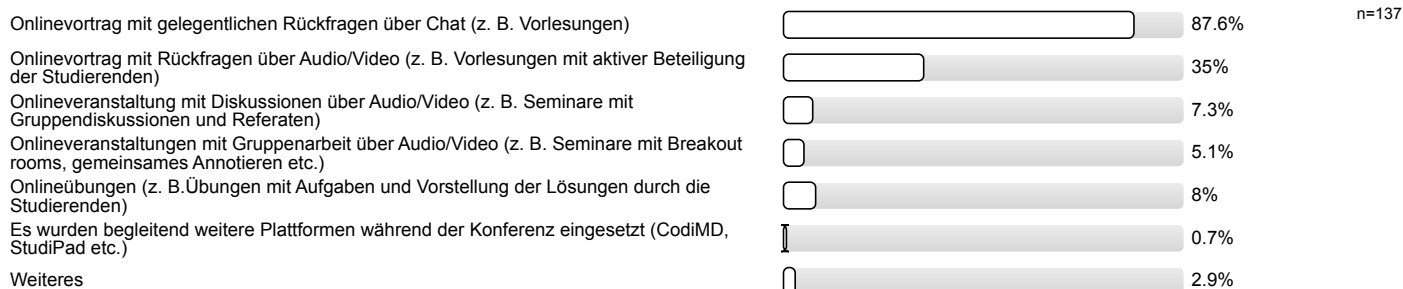 Onlinevortrag mit gelegentlichen Rückfragen über Chat (z. B. Vorlesungen)
87.6%
n=137
Onlinevortrag mit Rückfragen über Audio/Video (z. B. Vorlesungen mit aktiver Beteiligung
der Studierenden)
35%
Onlineveranstaltung mit Diskussionen über Audio/Video (z. B. Seminare mit
Gruppendiskussionen und Referaten)
7.3%
Onlineveranstaltungen mit Gruppenarbeit über Audio/Video (z. B. Seminare mit Breakout
rooms, gemeinsames Annotieren etc.)
5.1%
Onlineübungen (z. B.Übungen mit Aufgaben und Vorstellung der Lösungen durch die
Studierenden)
8%
Es wurden begleitend weitere Plattformen während der Konferenz eingesetzt (CodiMD,
StudiPad etc.)
0.7%
Weiteres
2.9%